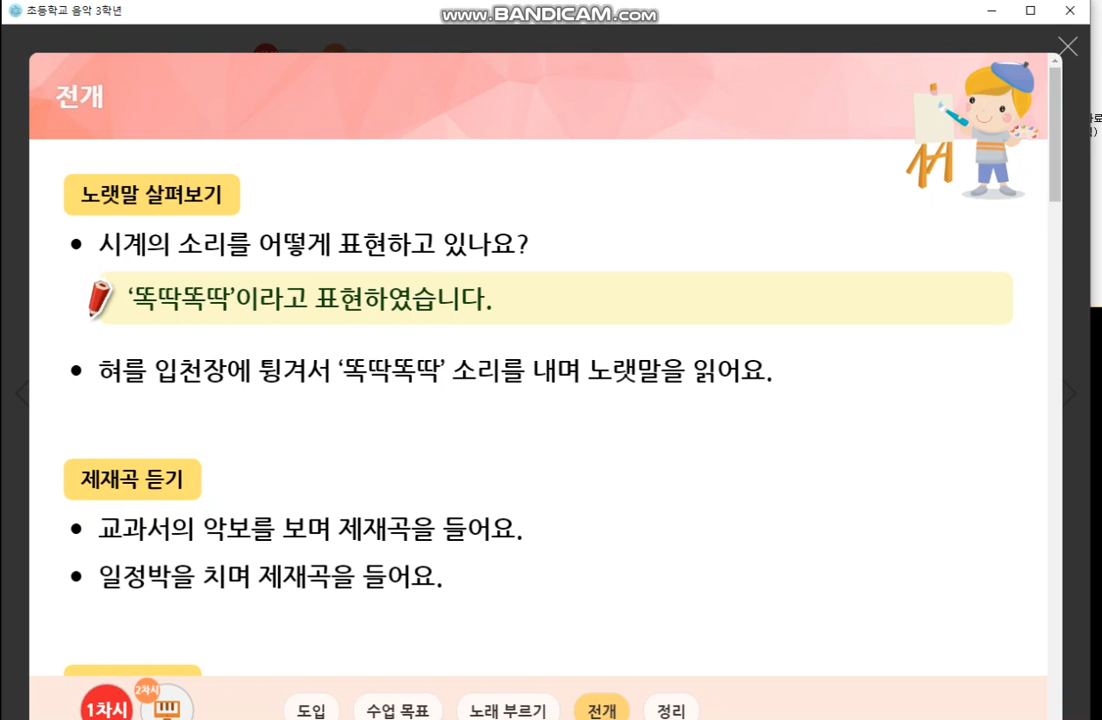 초등학교 음악 3학년
www.BANDICAM.com
전개
노랫말 살펴보기
• 시계의 소리를 어떻게 표현하고 있나요?
‘똑딱똑딱’이라고 표현하였습니다.
• 혀를 입천장에 튕겨서 ‘똑딱똑딱’ 소리를 내며 노랫말을 읽어요.
제재곡 듣기
• 교과서의 악보를 보며 제재곡을 들어요.
• 일정박을 치며 제재곡을 들어요.
1차시
2차시
도입
수업 목표
노래 부르기
전개
정리